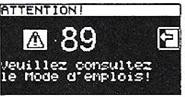 ATTENTION!
89
Veuillez consultez
le Mode d'emplois!